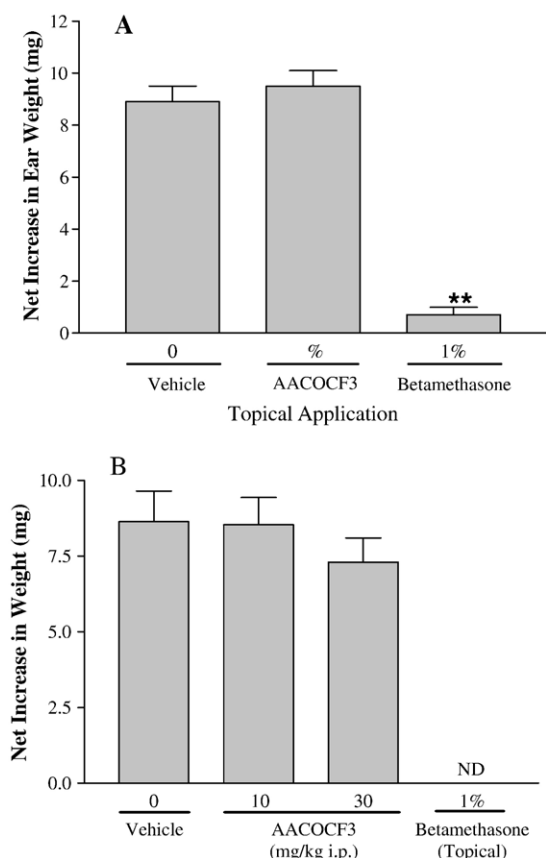 A
Net Increase in Ear Weight (mg)
12
10
8
6
4
2
0
**
0 % 1%
Vehicle AACOCF3 Betamethasone
Topical Application
B
Net Increase in Weight (mg)
10.0
7.5
5.0
2.5
0.0
ND
0 10 30 1%
Vehicle AACOCF3 Betamethasone
(mg/kg i.p.) (Topical)